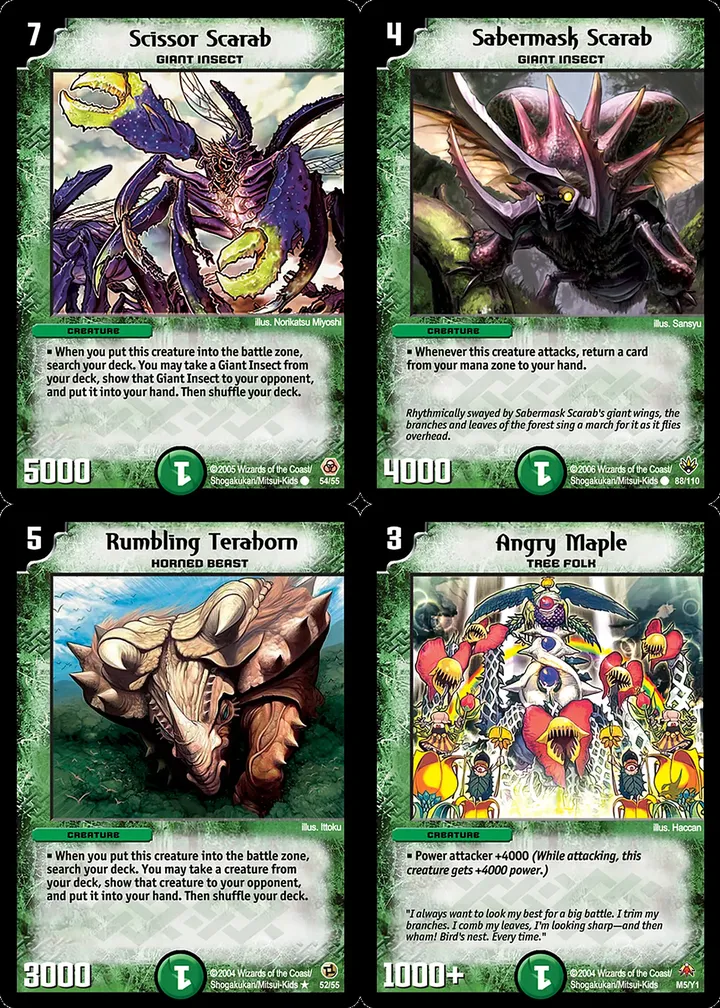 7
Scissor Scarab
GIANT INSECT
illus. Norikatsu Miyoshi
CREATURE
▪ When you put this creature into the battle zone,
search your deck. You may take a Giant Insect from
your deck, show that Giant Insect to your opponent,
and put it into your hand. Then shuffle your deck.
5000
1
©2005 Wizards of the Coast/
Shogakukan/Mitsui-Kids ● 54/55
4
Sabermask Scarab
GIANT INSECT
illus. Sansyu
CREATURE
▪ Whenever this creature attacks, return a card
from your mana zone to your hand.
Rhythmically swayed by Sabermask Scarab's giant wings, the
branches and leaves of the forest sing a march for it as it flies
overhead.
4000
1
©2006 Wizards of the Coast/
Shogakukan/Mitsui-Kids ● 88/110
5
Rumbling Terahorn
HORNED BEAST
illus. Ittoku
CREATURE
▪ When you put this creature into the battle zone,
search your deck. You may take a creature from
your deck, show that creature to your opponent,
and put it into your hand. Then shuffle your deck.
3000
1
©2004 Wizards of the Coast/
Shogakukan/Mitsui-Kids ★ 52/55
3
Angry Maple
TREE FOLK
illus. Haccan
CREATURE
▪ Power attacker +4000 (While attacking, this
creature gets +4000 power.)
"I always want to look my best for a big battle. I trim my
branches. I comb my leaves, I'm looking sharp—and then
wham! Bird's nest. Every time."
1000+
1
©2004 Wizards of the Coast/
Shogakukan/Mitsui-Kids M5/Y1